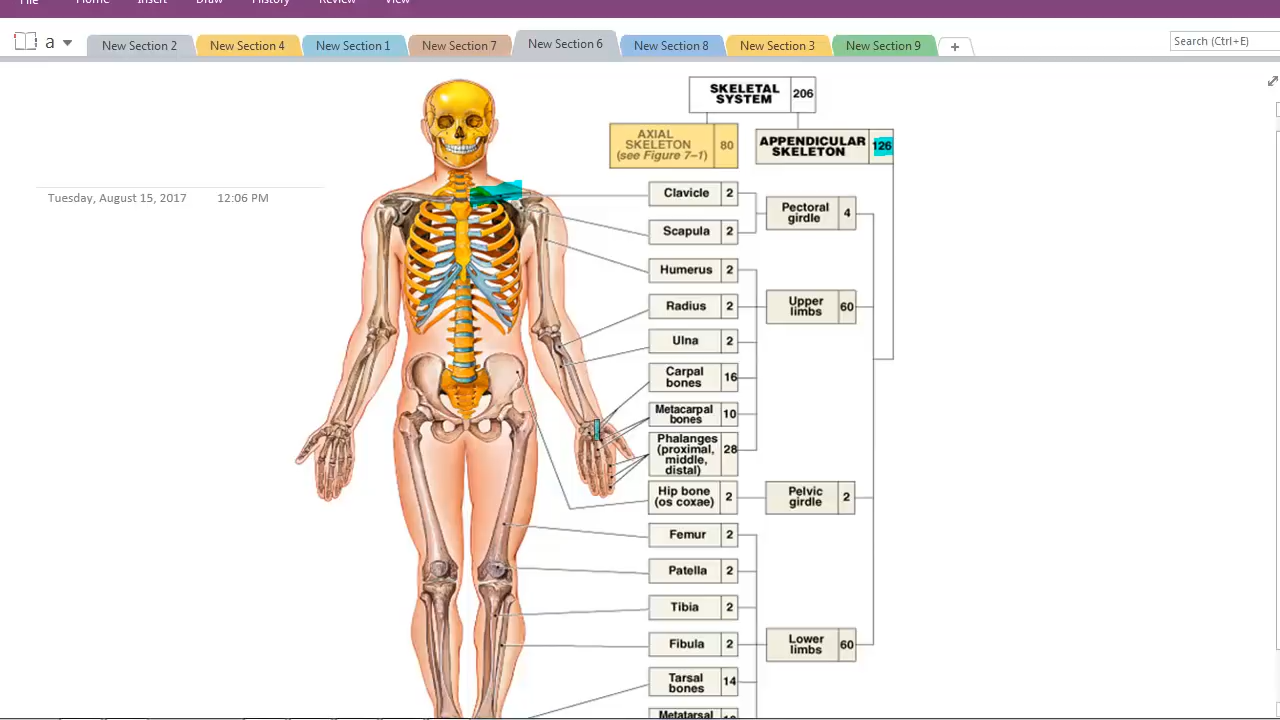 File Home Insert Draw History Review View
a
New Section 2 New Section 4 New Section 1 New Section 7 New Section 6 New Section 8 New Section 3 New Section 9 +
Search (Ctrl+E)
SKELETAL
SYSTEM
206
AXIAL
SKELETON
(see Figure 7–1)
80
APPENDICULAR
SKELETON
126
Tuesday, August 15, 2017 12:06 PM
Clavicle 2
Scapula 2
Pectoral
girdle
4
Humerus 2
Radius 2
Ulna 2
Carpal
bones
16
Metacarpal
bones
10
Phalanges
(proximal,
middle,
distal)
28
Upper
limbs
60
Hip bone
(os coxae)
2
Pelvic
girdle
2
Femur 2
Patella 2
Tibia 2
Fibula 2
Tarsal
bones
14
Metatarsal
Lower
limbs
60